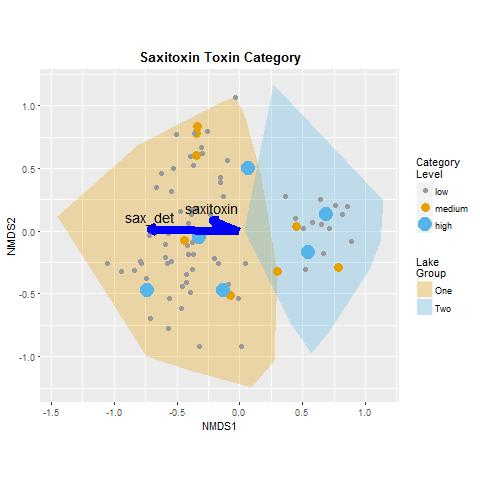 Saxitoxin Toxin Category
NMDS2
1.0
0.5
0.0
-0.5
-1.0
sax_det
saxitoxin
-1.5 -1.0 -0.5 0.0 0.5 1.0
NMDS1
Category
Level
low
medium
high
Lake
Group
One
Two